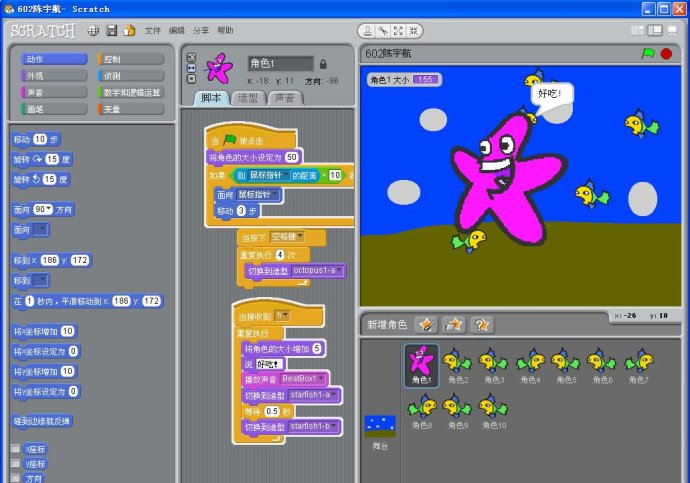 602陈宇航- Scratch
SCRATCH 文件 编辑 分享 帮助
动作 控制
外观 侦测
声音 数字和逻辑运算
画笔 变量
移动 10 步
旋转 15 度
旋转 15 度
面向 90 方向
面向
移到 x: 186 y: 172
移到
在 1 秒内，平滑移动到 x: 186 y: 172
将x坐标增加 10
将x坐标设定为 0
将y坐标增加 10
将y坐标设定为 0
碰到边缘就反弹
x座标
y座标
方向
角色1
x: -18 y: 11 方向: -96
脚本 造型 声音
当 被点击
将角色的大小设定为 50
如果 到 鼠标指针 的距离 > 10
面向 鼠标指针
移动 3 步
当按下 空格键
重复执行 4 次
切换到造型 octopus1-a
当接收到 h
重复执行
将角色的大小增加 5
说 好吃!
播放声音 BeatBox1
切换到造型 starfish1-a
等待 0.5 秒
切换到造型 starfish1-b
602陈宇航
角色1 大小 155
好吃!
x: -26 y: 10
新增角色
角色1 角色2 角色3 角色4 角色5 角色6 角色7
角色8 角色9 角色10
舞台